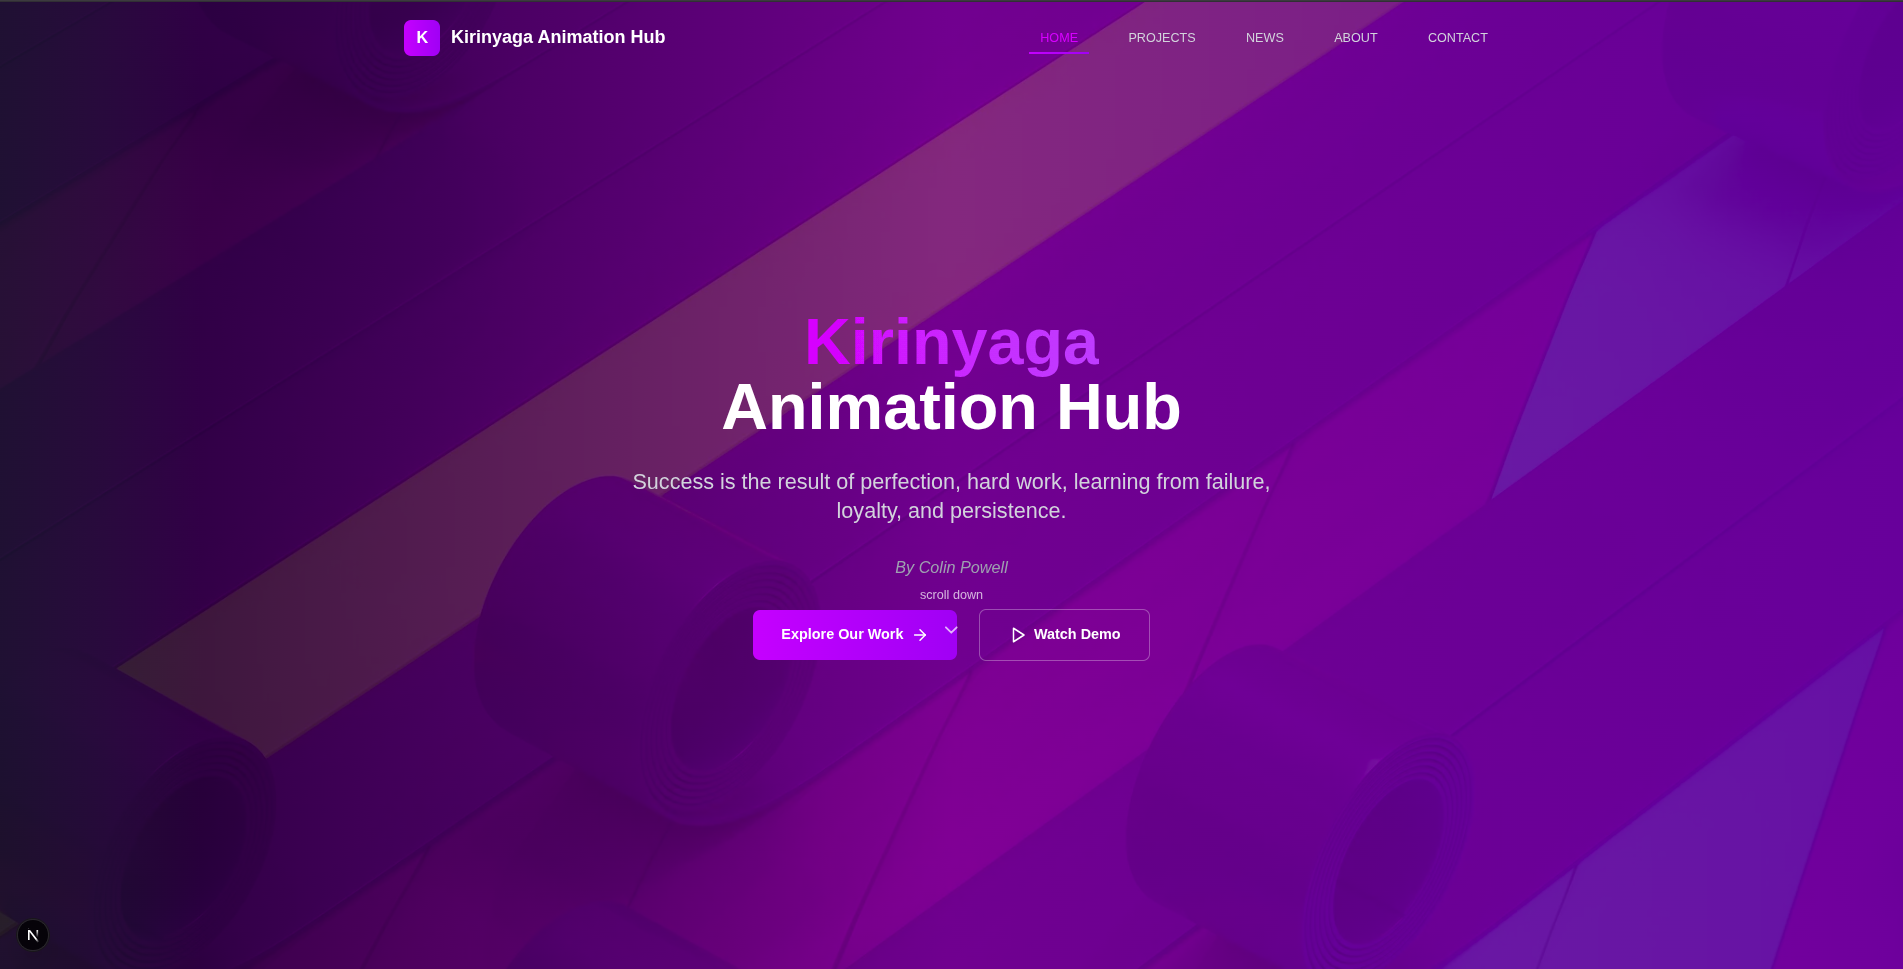 K Kirinyaga Animation Hub
HOME PROJECTS NEWS ABOUT CONTACT
Kirinyaga
Animation Hub
Success is the result of perfection, hard work, learning from failure,
loyalty, and persistence.
By Colin Powell
scroll down
Explore Our Work
Watch Demo
N